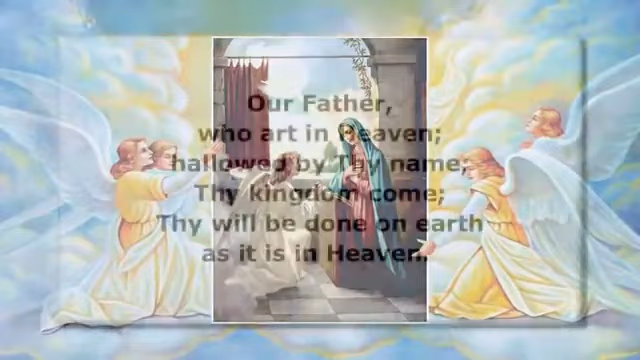 Our Father,
who art in Heaven;
hallowed by Thy name;
Thy kingdom come;
Thy will be done on earth
as it is in Heaven.